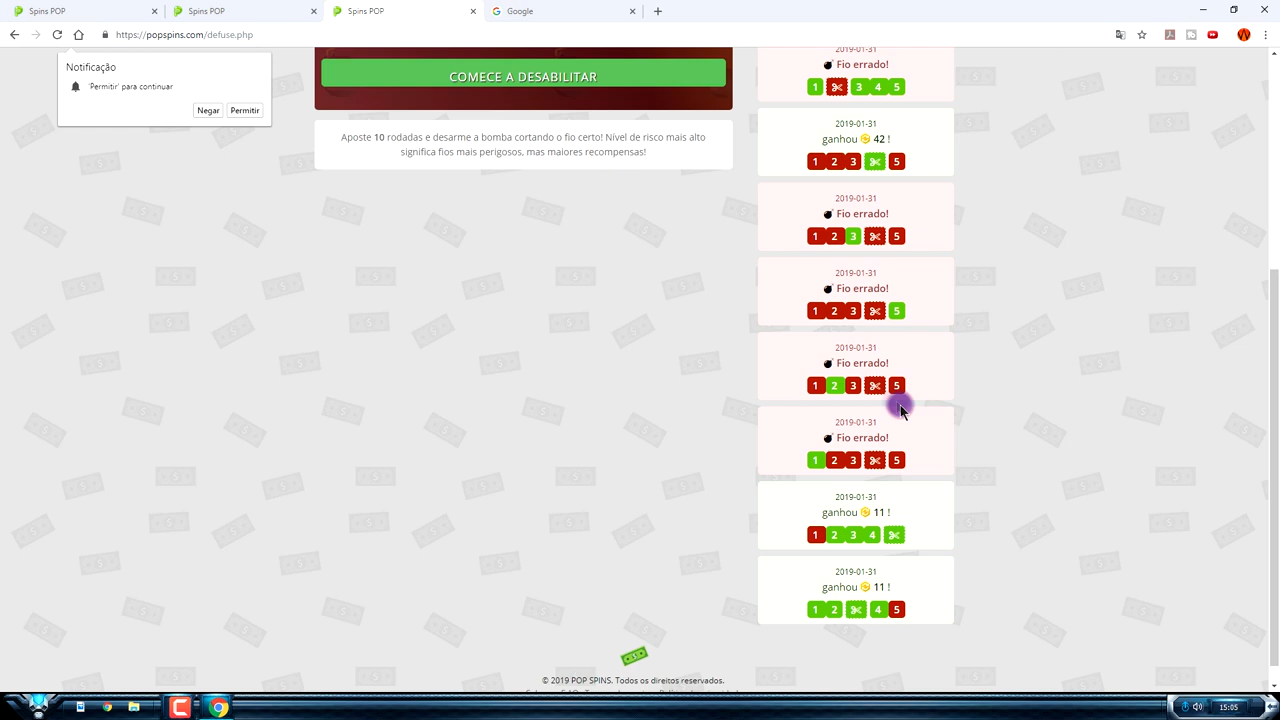 Spins POP
Spins POP
Spins POP
Google
https://popspins.com/defuse.php
Notificação
'Permitir' para continuar
Negar
Permitir
COMECE A DESABILITAR
Aposte 10 rodadas e desarme a bomba cortando o fio certo! Nível de risco mais alto
significa fios mais perigosos, mas maiores recompensas!
2019-01-31
Fio errado!
1 3 4 5
2019-01-31
ganhou 42 !
1 2 3 5
2019-01-31
Fio errado!
1 2 3 5
2019-01-31
Fio errado!
1 2 3 5
2019-01-31
Fio errado!
1 2 3 5
2019-01-31
Fio errado!
1 2 3 5
2019-01-31
ganhou 11 !
1 2 3 4
2019-01-31
ganhou 11 !
1 2 4 5
© 2019 POP SPINS. Todos os direitos reservados.
15:05